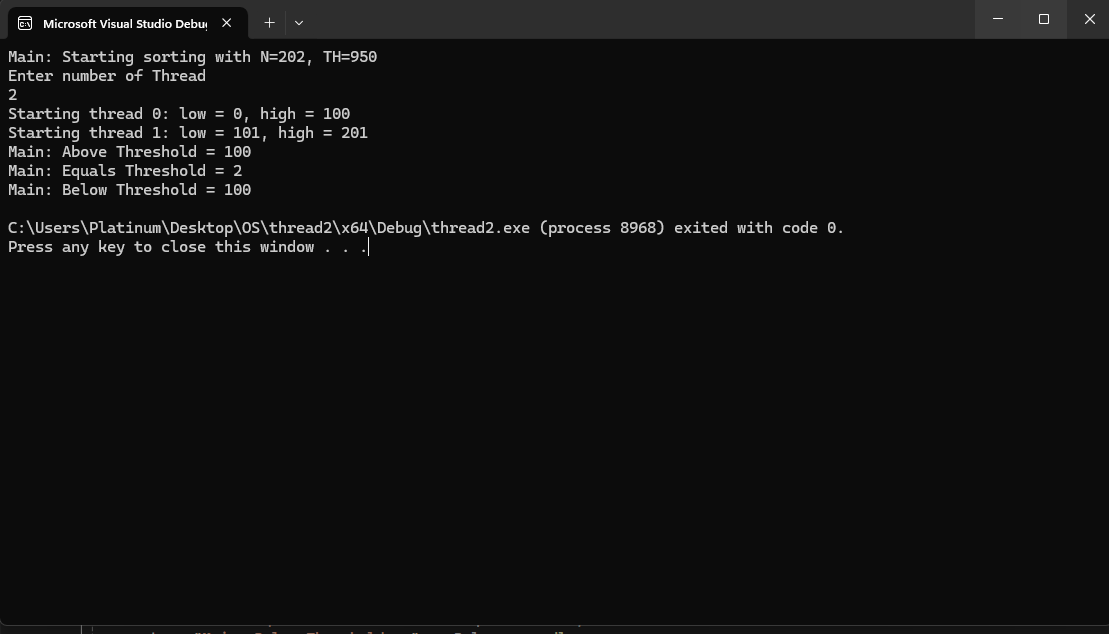 Microsoft Visual Studio Debug
Main: Starting sorting with N=202, TH=950
Enter number of Thread
2
Starting thread 0: low = 0, high = 100
Starting thread 1: low = 101, high = 201
Main: Above Threshold = 100
Main: Equals Threshold = 2
Main: Below Threshold = 100
C:\Users\Platinum\Desktop\OS\thread2\x64\Debug\thread2.exe (process 8968) exited with code 0.
Press any key to close this window . . .